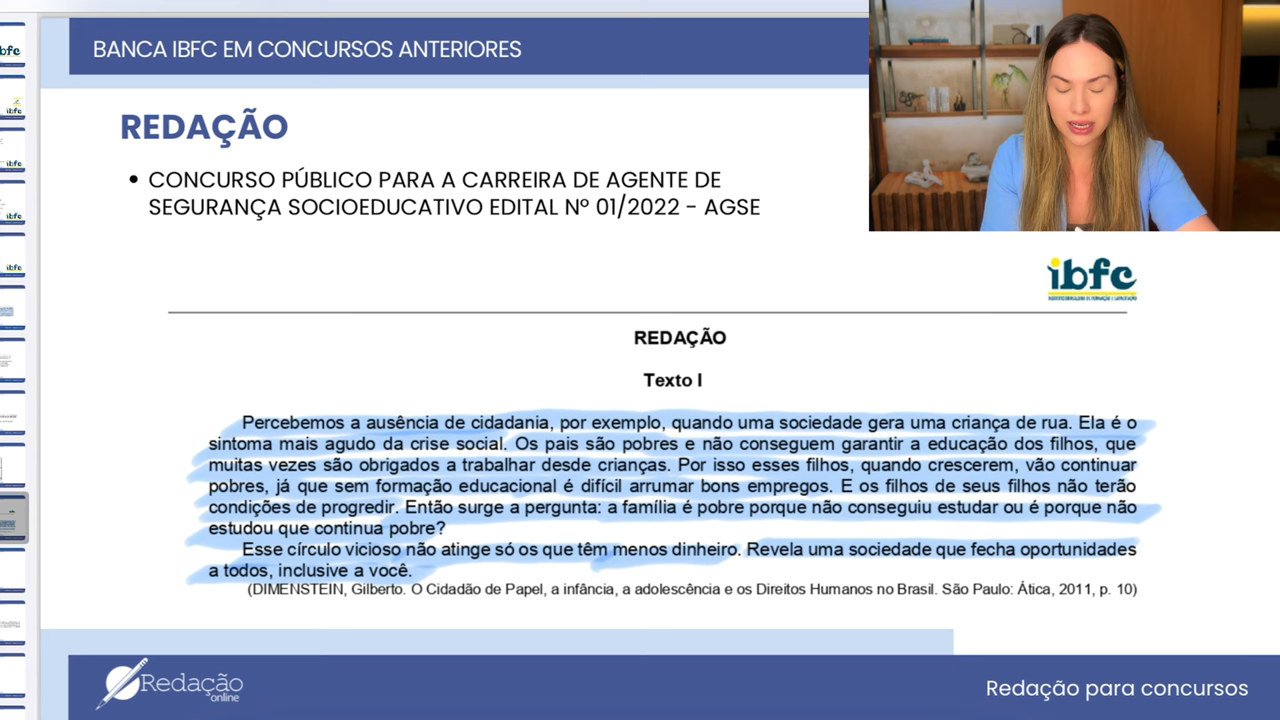 BANCA IBFC EM CONCURSOS ANTERIORES
REDAÇÃO
• CONCURSO PÚBLICO PARA A CARREIRA DE AGENTE DE
SEGURANÇA SOCIOEDUCATIVO EDITAL Nº 01/2022 - AGSE
ibfc
REDAÇÃO
Texto I
Percebemos a ausência de cidadania, por exemplo, quando uma sociedade gera uma criança de rua. Ela é o
sintoma mais agudo da crise social. Os pais são pobres e não conseguem garantir a educação dos filhos, que
muitas vezes são obrigados a trabalhar desde crianças. Por isso esses filhos, quando crescerem, vão continuar
pobres, já que sem formação educacional é difícil arrumar bons empregos. E os filhos de seus filhos não terão
condições de progredir. Então surge a pergunta: a família é pobre porque não conseguiu estudar ou é porque não
estudou que continua pobre?
Esse círculo vicioso não atinge só os que têm menos dinheiro. Revela uma sociedade que fecha oportunidades
a todos, inclusive a você.
(DIMENSTEIN, Gilberto. O Cidadão de Papel, a infância, a adolescência e os Direitos Humanos no Brasil. São Paulo: Ática, 2011, p. 10)
Redação
online
Redação para concursos